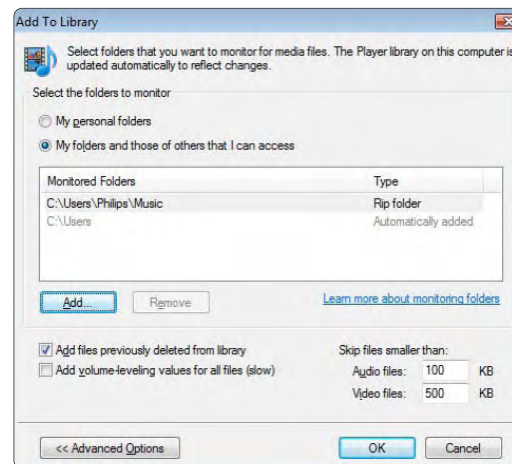 Add To Library
Select folders that you want to monitor for media files. The Player library on this computer is
updated automatically to reflect changes.
Select the folders to monitor
My personal folders
My folders and those of others that I can access
Monitored Folders Type
C:\Users\Philips\Music Rip folder
C:\Users Automatically added
Add... Remove Learn more about monitoring folders
Add files previously deleted from library Skip files smaller than:
Add volume-leveling values for all files (slow) Audio files: 100 KB
Video files: 500 KB
<< Advanced Options OK Cancel